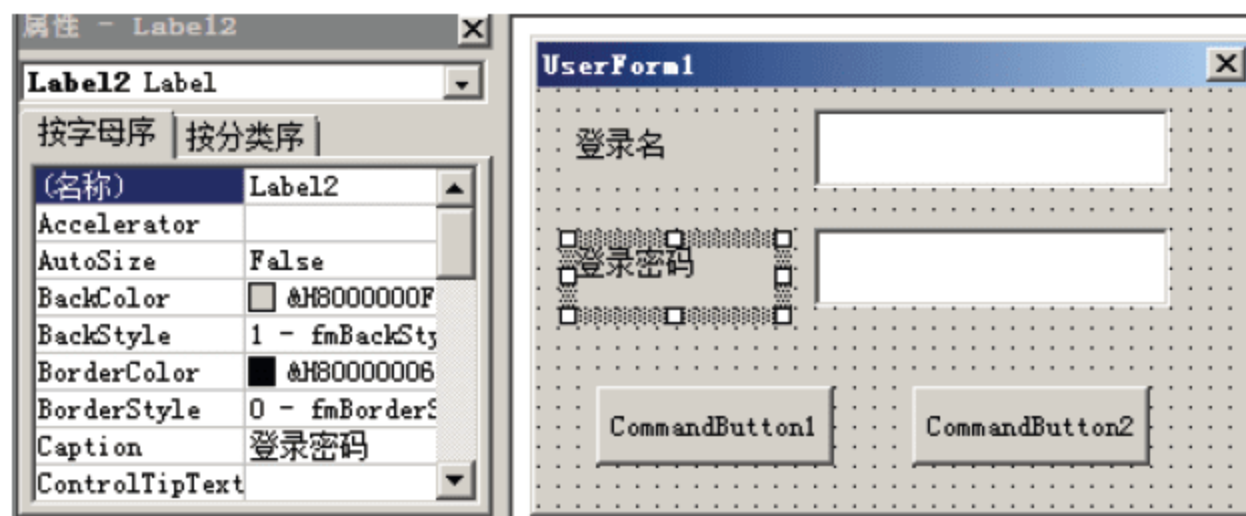 属性 - Label2
Label2 Label
按字母序 按分类序
(名称) Label2
Accelerator
AutoSize False
BackColor &H8000000F
BackStyle 1 - fmBackSty
BorderColor &H80000006
BorderStyle 0 - fmBorderS
Caption 登录密码
ControlTipText
UserForm1
登录名
登录密码
CommandButton1 CommandButton2